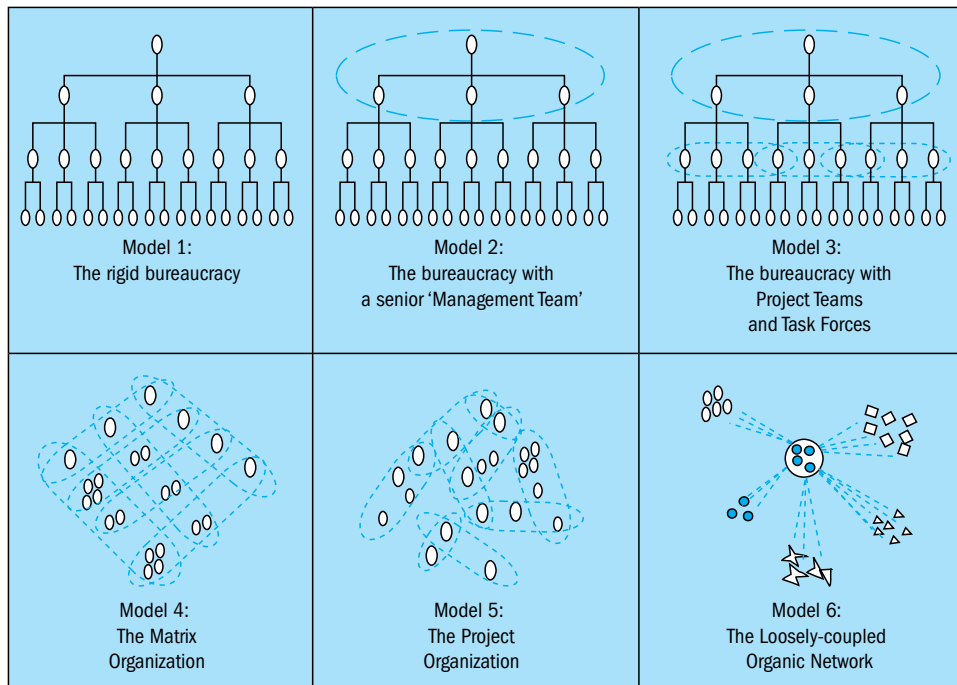 Model 1:
The rigid bureaucracy
Model 2:
The bureaucracy with
a senior ‘Management Team’
Model 3:
The bureaucracy with
Project Teams
and Task Forces
Model 4:
The Matrix
Organization
Model 5:
The Project
Organization
Model 6:
The Loosely-coupled
Organic Network